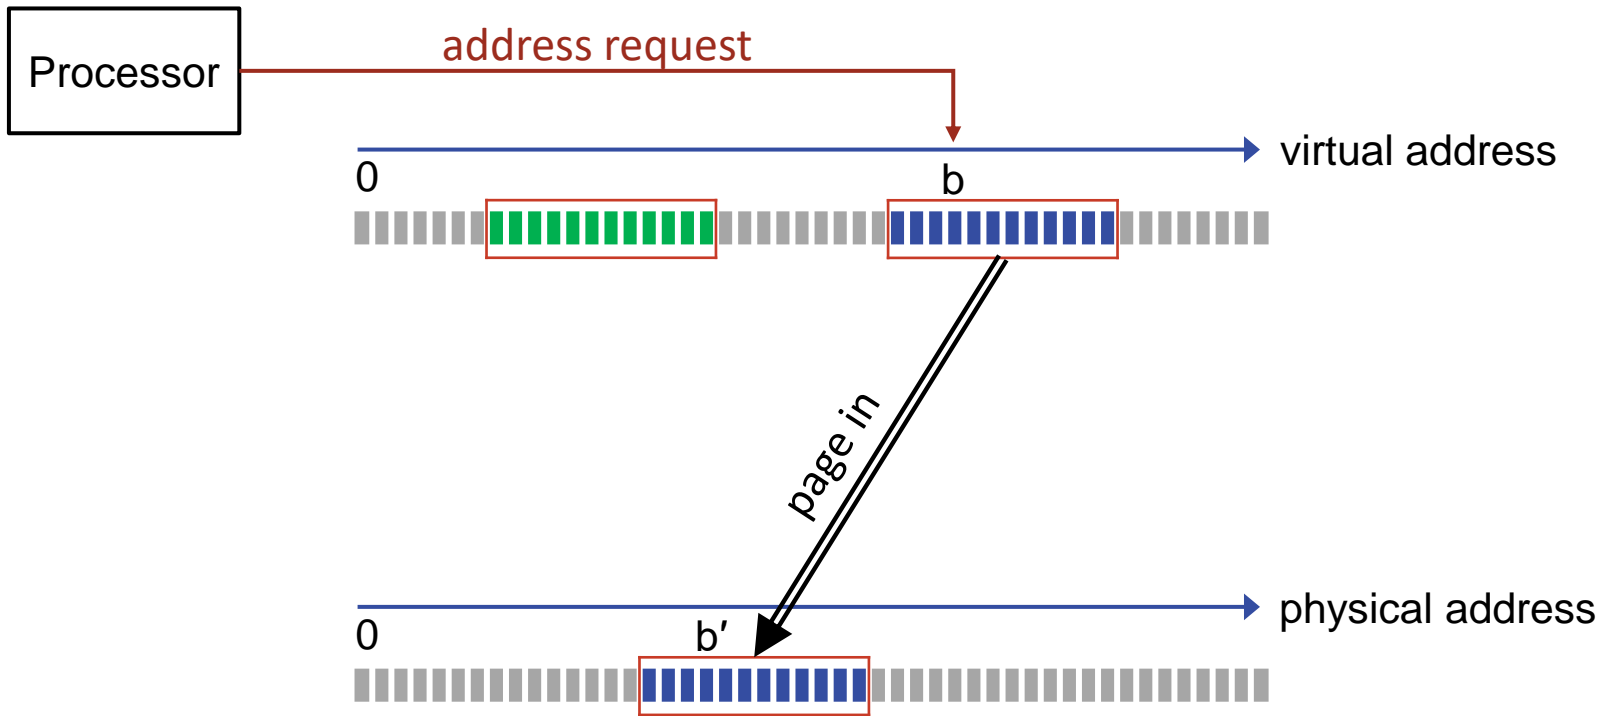 address request
Processor
virtual address
0
b
page in
physical address
0
b′